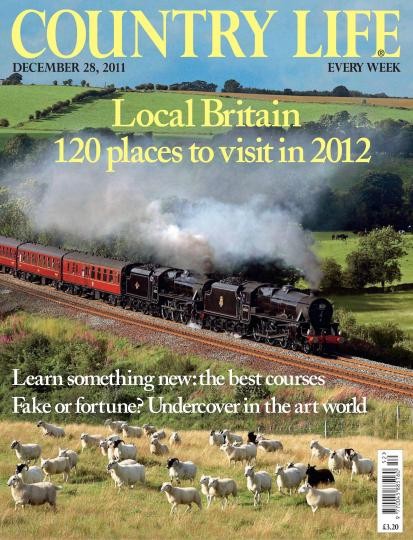 COUNTRY LIFE®
DECEMBER 28, 2011
EVERY WEEK
Local Britain
120 places to visit in 2012
Learn something new: the best courses
Fake or fortune? Undercover in the art world
£3.20